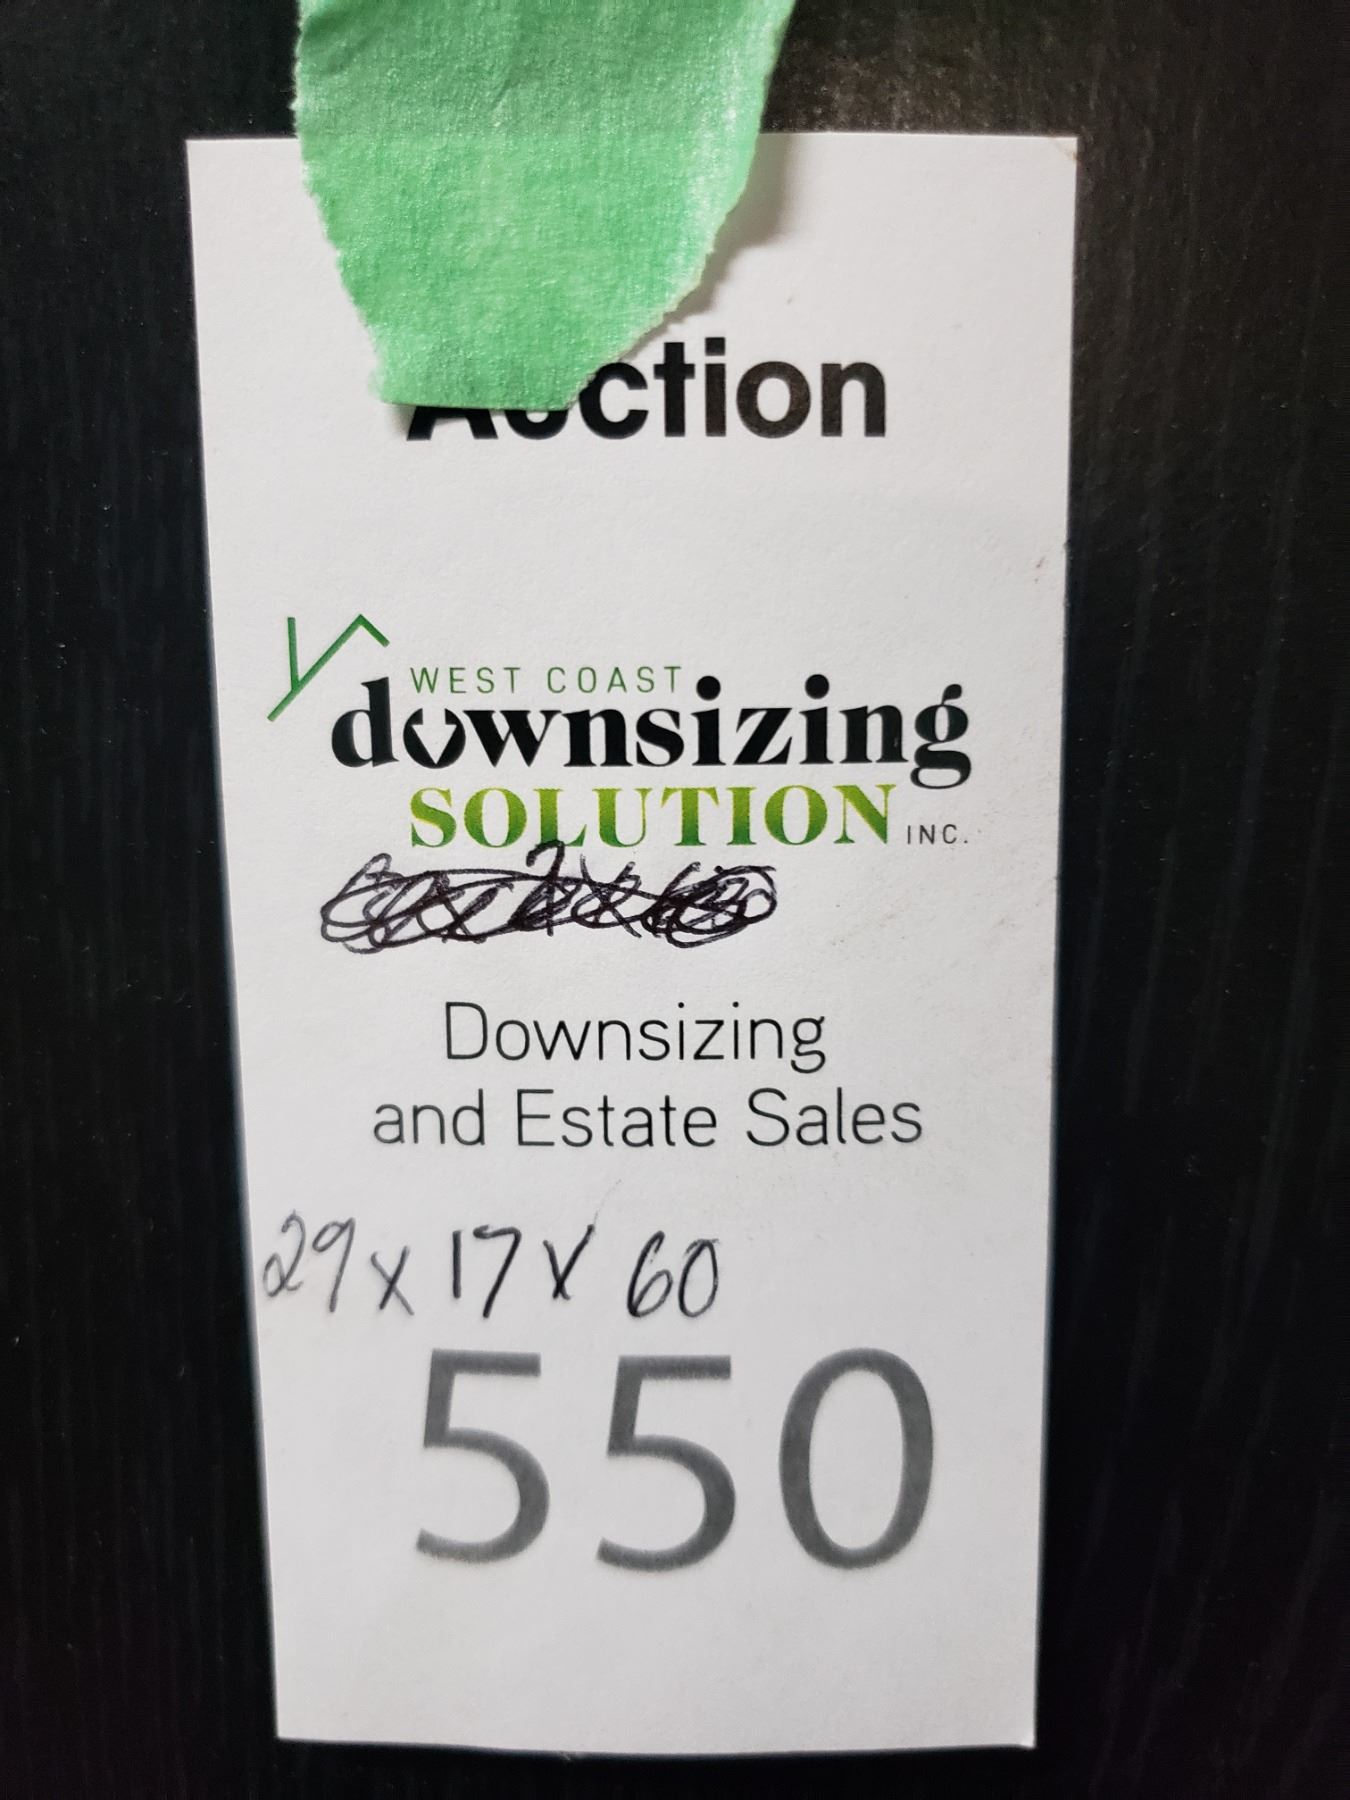 Auction
WEST COAST
downsizing
SOLUTION INC.
Downsizing
and Estate Sales
29 x 17 x 60
550